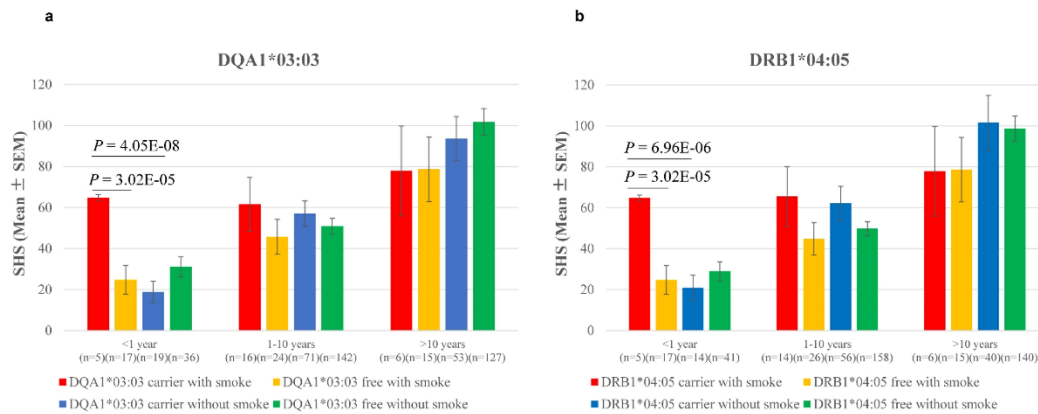 a
DQA1*03:03
120
100
80
60
40
20
0
SHS (Mean ± SEM)
P = 4.05E-08
P = 3.02E-05
<1 year
(n=5)(n=17)(n=19)(n=36)
1-10 years
(n=16)(n=24)(n=71)(n=142)
>10 years
(n=6)(n=15)(n=53)(n=127)
DQA1*03:03 carrier with smoke
DQA1*03:03 free with smoke
DQA1*03:03 carrier without smoke
DQA1*03:03 free without smoke
b
DRB1*04:05
120
100
80
60
40
20
0
SHS (Mean ± SEM)
P = 6.96E-06
P = 3.02E-05
<1 year
(n=5)(n=17)(n=14)(n=41)
1-10 years
(n=14)(n=26)(n=56)(n=158)
>10 years
(n=6)(n=15)(n=40)(n=140)
DRB1*04:05 carrier with smoke
DRB1*04:05 free with smoke
DRB1*04:05 carrier without smoke
DRB1*04:05 free without smoke